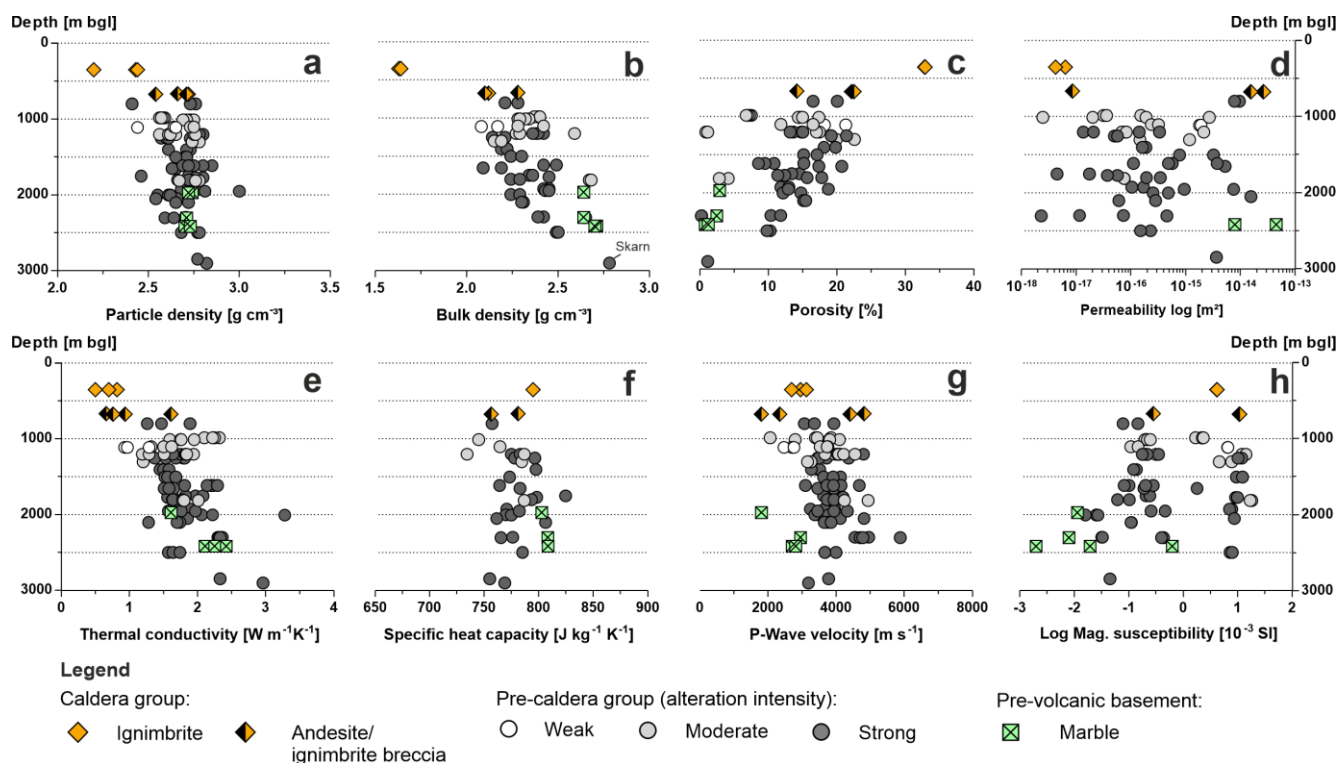 Depth [m bgl]
Depth [m bgl]
0
1000
2000
3000
a
2.0 2.5 3.0 3.5
Particle density [g cm⁻³]
b
Skarn
1.5 2.0 2.5 3.0
Bulk density [g cm⁻³]
c
0 10 20 30 40
Porosity [%]
d
0
1000
2000
3000
10⁻¹⁸ 10⁻¹⁷ 10⁻¹⁶ 10⁻¹⁵ 10⁻¹⁴ 10⁻¹³
Permeability log [m²]
Depth [m bgl]
Depth [m bgl]
0
1000
2000
3000
e
0 1 2 3 4
Thermal conductivity [W m⁻¹K⁻¹]
f
650 700 750 800 850 900
Specific heat capacity [J kg⁻¹ K⁻¹]
g
0 2000 4000 6000 8000
P-Wave velocity [m s⁻¹]
h
0
1000
2000
3000
-3 -2 -1 0 1 2
Log Mag. susceptibility [10⁻³ SI]
Legend
Caldera group:
Ignimbrite
Andesite/
ignimbrite breccia
Pre-caldera group (alteration intensity):
Weak
Moderate
Strong
Pre-volcanic basement:
Marble